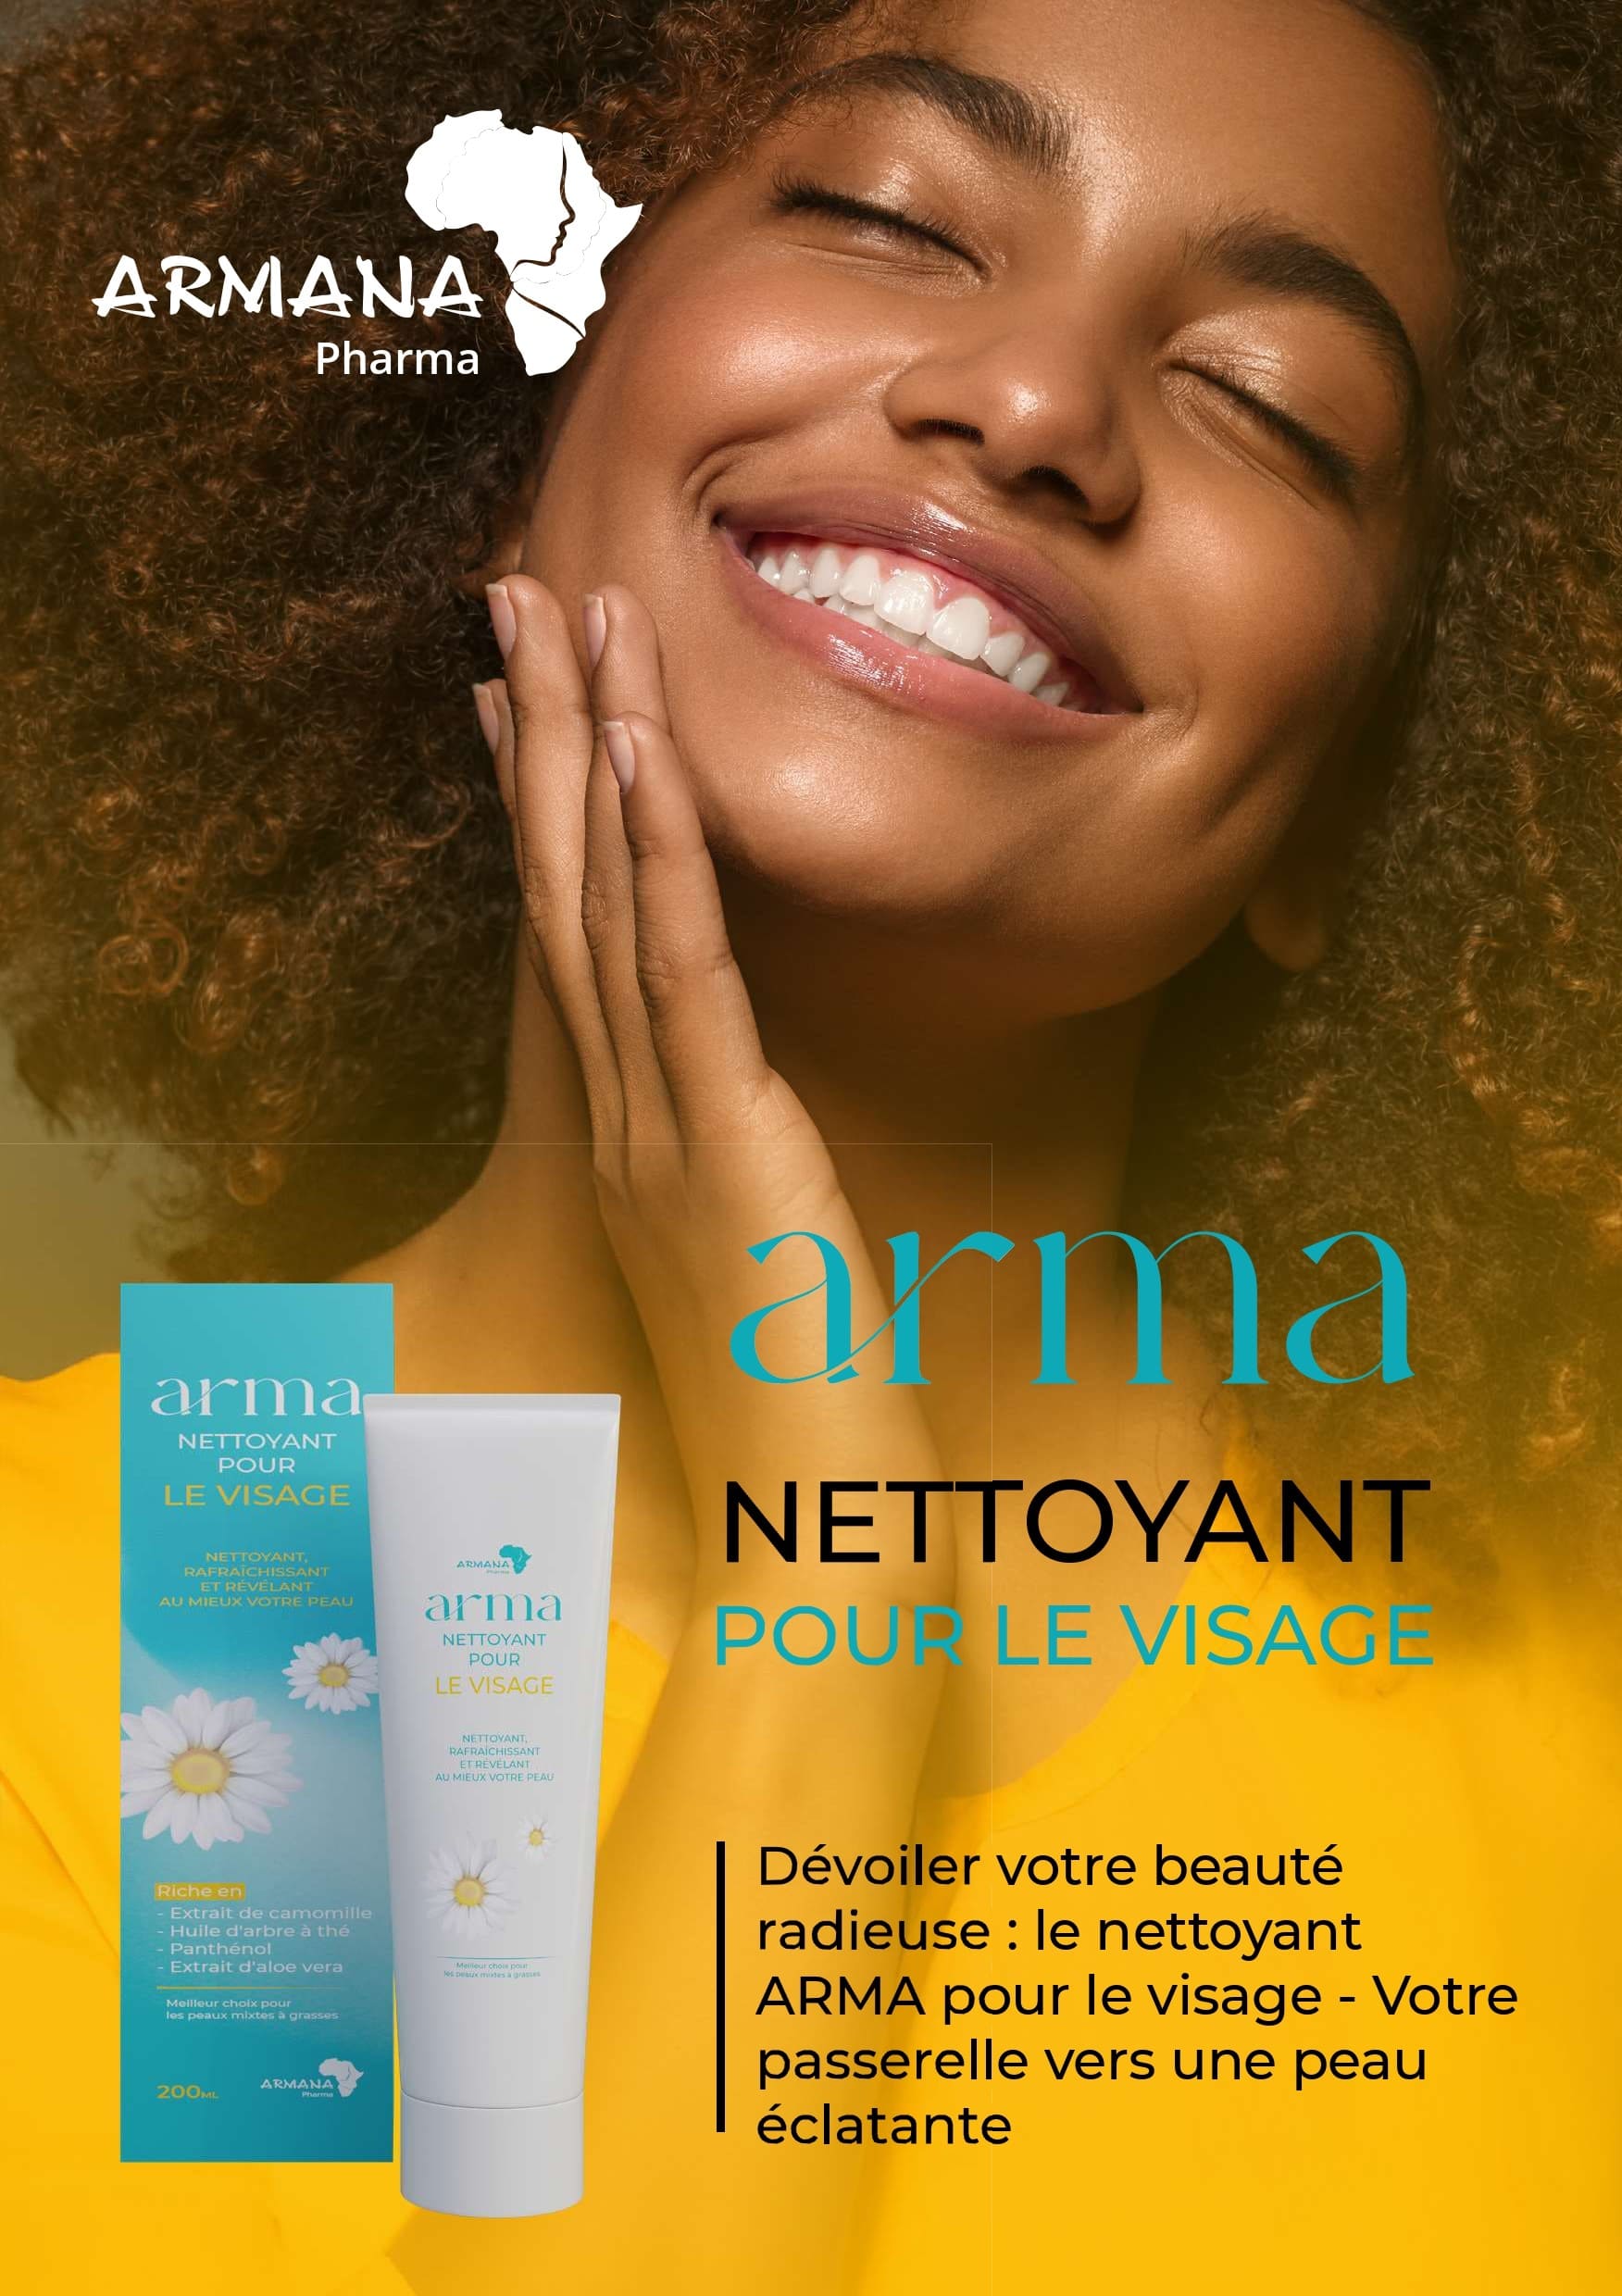 ARMANA
Pharma
arma
NETTOYANT
POUR LE VISAGE
Dévoiler votre beauté
radieuse : le nettoyant
ARMA pour le visage - Votre
passerelle vers une peau
éclatante
arma
NETTOYANT
POUR
LE VISAGE
NETTOYANT,
RAFRAÎCHISSANT
ET RÉVÉLANT
AU MIEUX VOTRE PEAU
Riche en
- Extrait de camomille
- Huile d'arbre à thé
- Panthénol
- Extrait d'aloe vera
Meilleur choix pour
les peaux mixtes à grasses
200ML
ARMANA
Pharma
ARMANA
Pharma
arma
NETTOYANT
POUR
LE VISAGE
NETTOYANT,
RAFRAÎCHISSANT
ET RÉVÉLANT
AU MIEUX VOTRE PEAU
Meilleur choix pour
les peaux mixtes à grasses